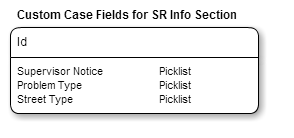 Custom Case Fields for SR Info Section
Id
Supervisor Notice Picklist
Problem Type Picklist
Street Type Picklist